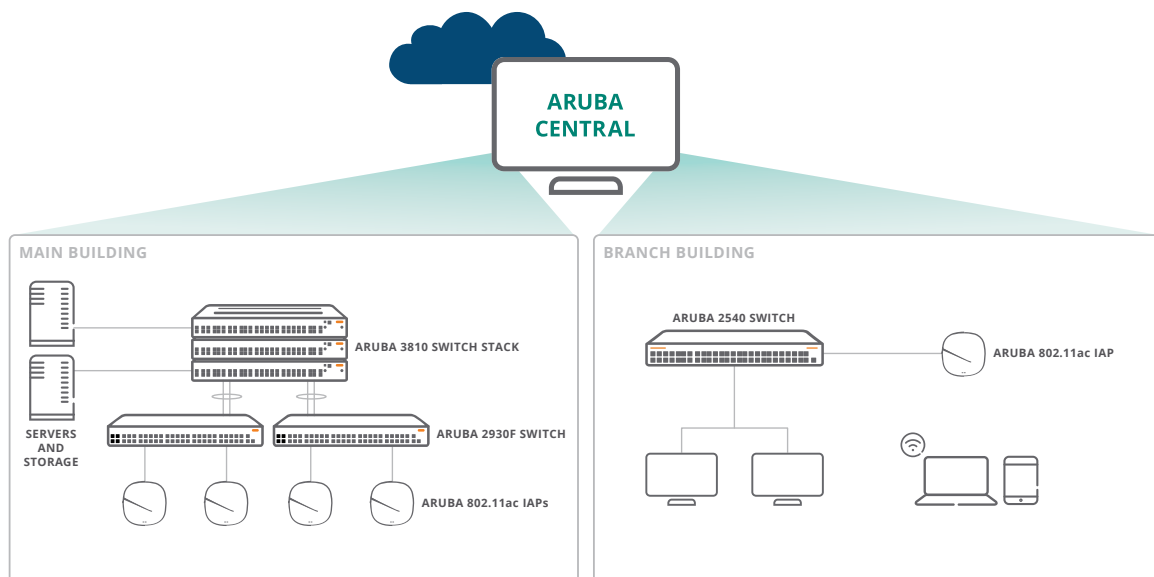 ARUBA
CENTRAL
MAIN BUILDING
ARUBA 3810 SWITCH STACK
SERVERS
AND
STORAGE
ARUBA 2930F SWITCH
ARUBA 802.11ac IAPs
BRANCH BUILDING
ARUBA 2540 SWITCH
ARUBA 802.11ac IAP